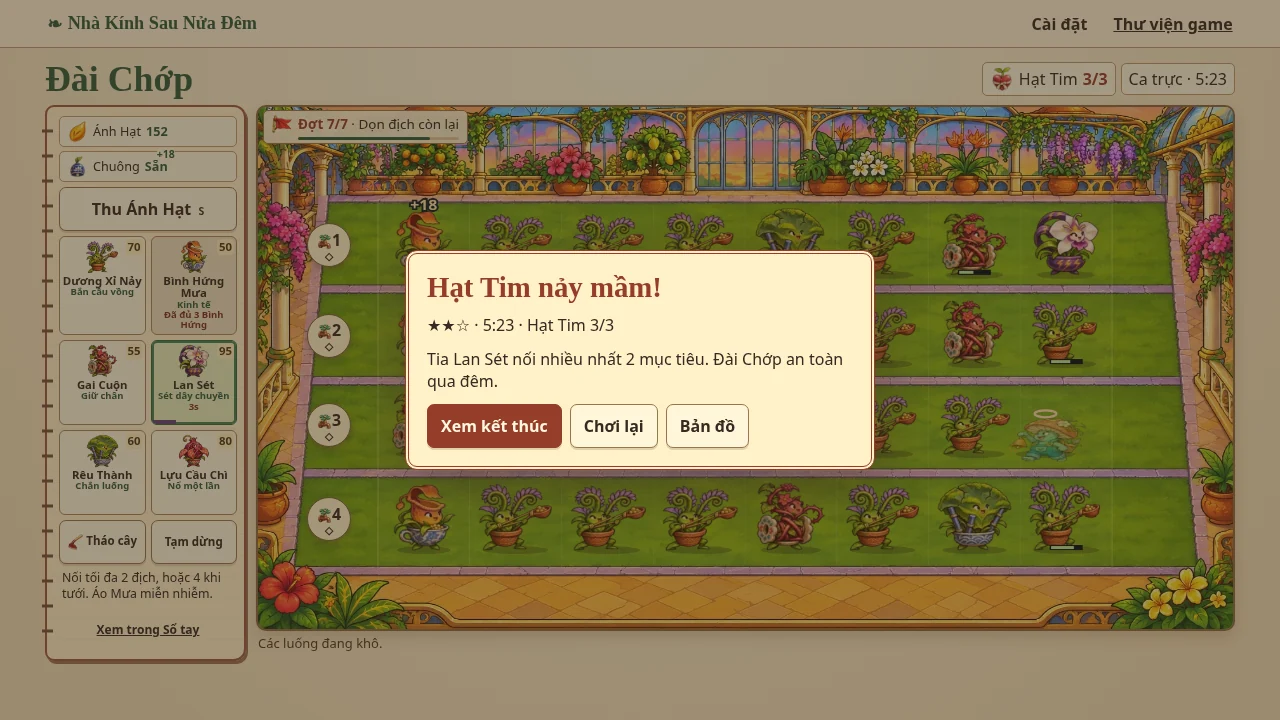 ❧ Nhà Kính Sau Nửa Đêm
Cài đặt
Thư viện game
Đài Chớp
Hạt Tim 3/3
Ca trực · 5:23
Ánh Hạt 152
Chuông Sẵn
+18
Thu Ánh Hạt S
70
Dương Xỉ Nảy
Bắn cầu vồng
50
Bình Hứng
Mưa
Kinh tế
Đã đủ 3 Bình
Hứng
55
Gai Cuộn
Giữ chân
95
Lan Sét
Sét dây chuyền
3s
Rêu Thành
60
Chắn luống
80
Lựu Cầu Chì
Nổ một lần
Tháo cây
Tạm dừng
Nối tối đa 2 địch, hoặc 4 khi
tưới. Áo Mưa miễn nhiễm.
Xem trong Sổ tay
Đợt 7/7 · Dọn địch còn lại
+18
1
2
3
4
Hạt Tim nảy mầm!
★★☆ · 5:23 · Hạt Tim 3/3
Tia Lan Sét nối nhiều nhất 2 mục tiêu. Đài Chớp an toàn
qua đêm.
Xem kết thúc
Chơi lại
Bản đồ
Các luống đang khô.